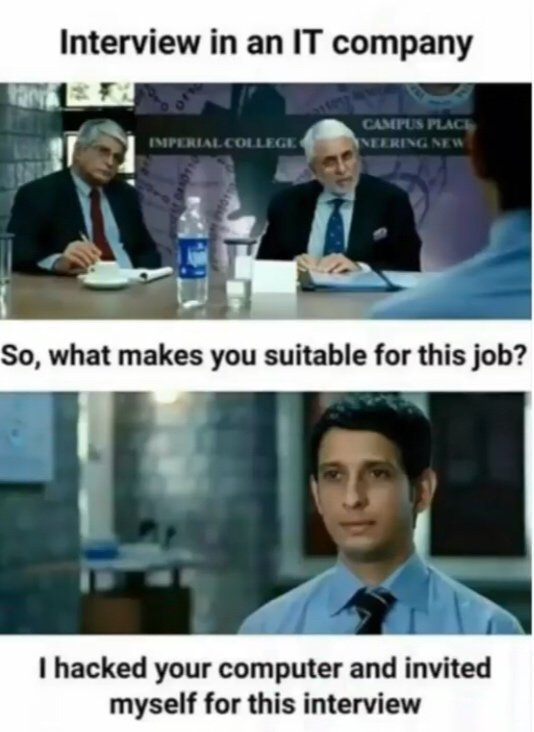 Interview in an IT company
CAMPUS PLACE
IMPERIAL COLLEGE
NEERING NEW
So, what makes you suitable for this job?
I hacked your computer and invited
myself for this interview